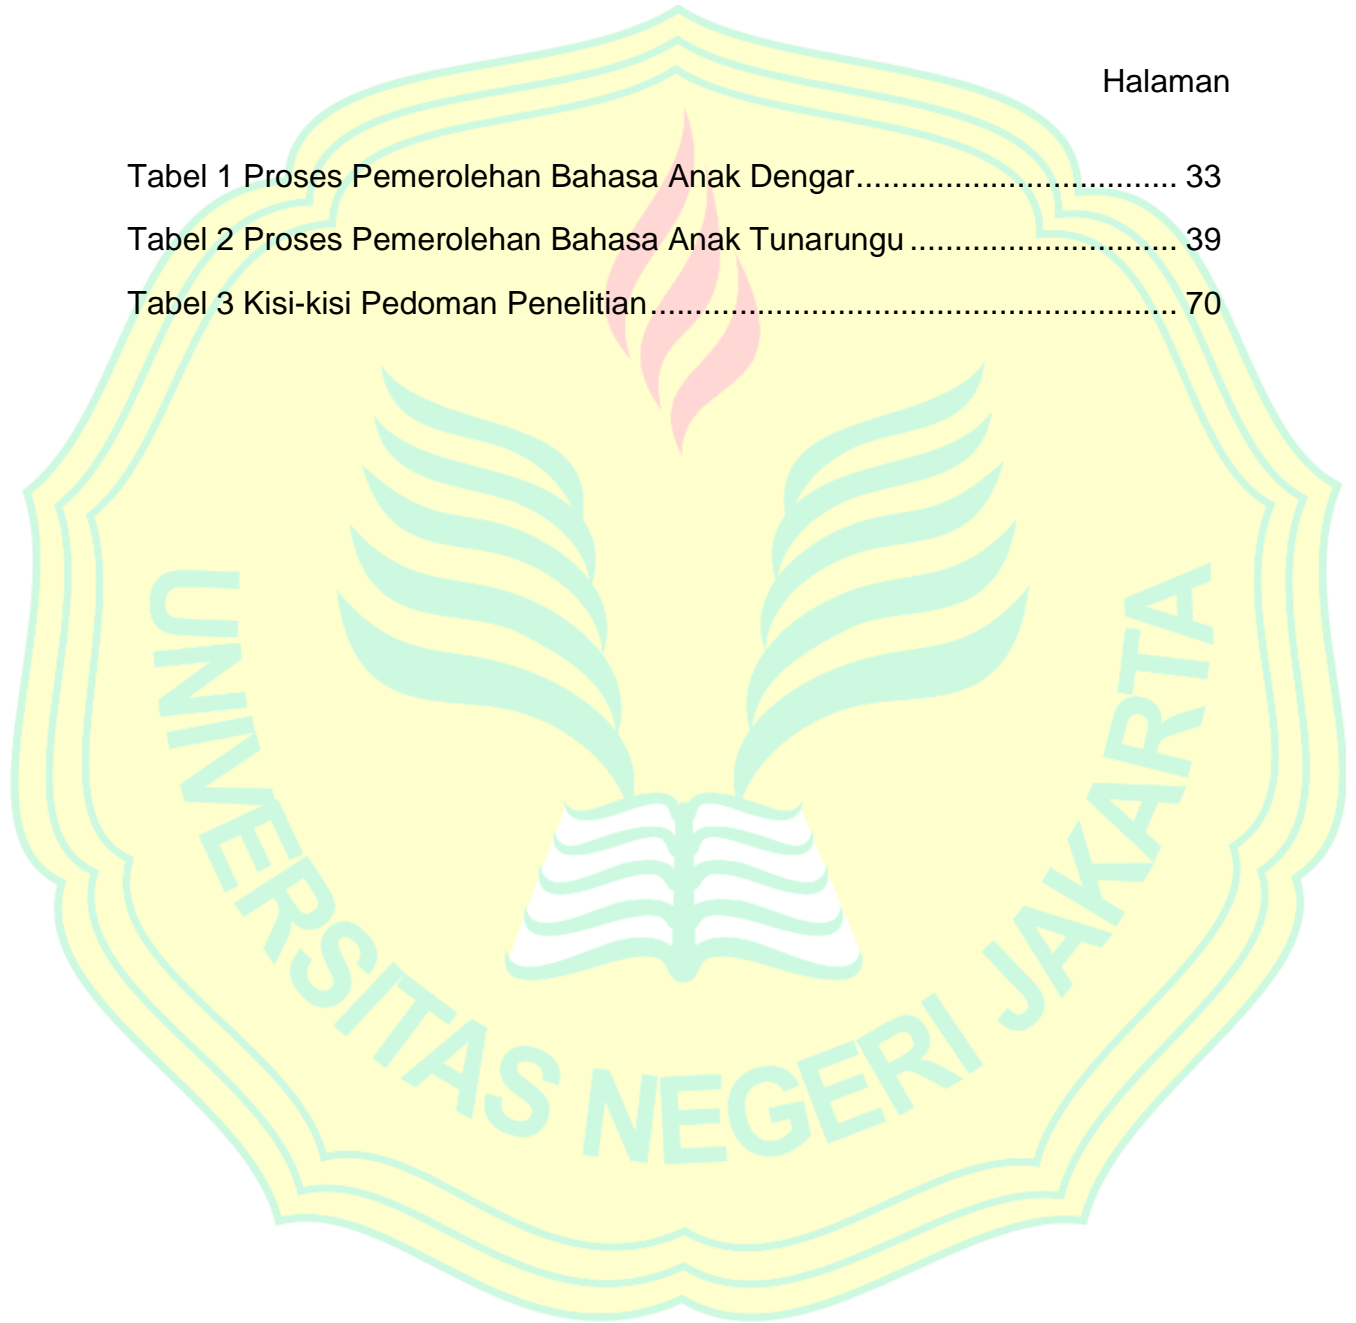 Halaman
Tabel 1 Proses Pemerolehan Bahasa Anak Dengar.................................... 33
Tabel 2 Proses Pemerolehan Bahasa Anak Tunarungu .............................. 39
Tabel 3 Kisi-kisi Pedoman Penelitian........................................................... 70
UNIVERSITAS NEGERI JAKARTA